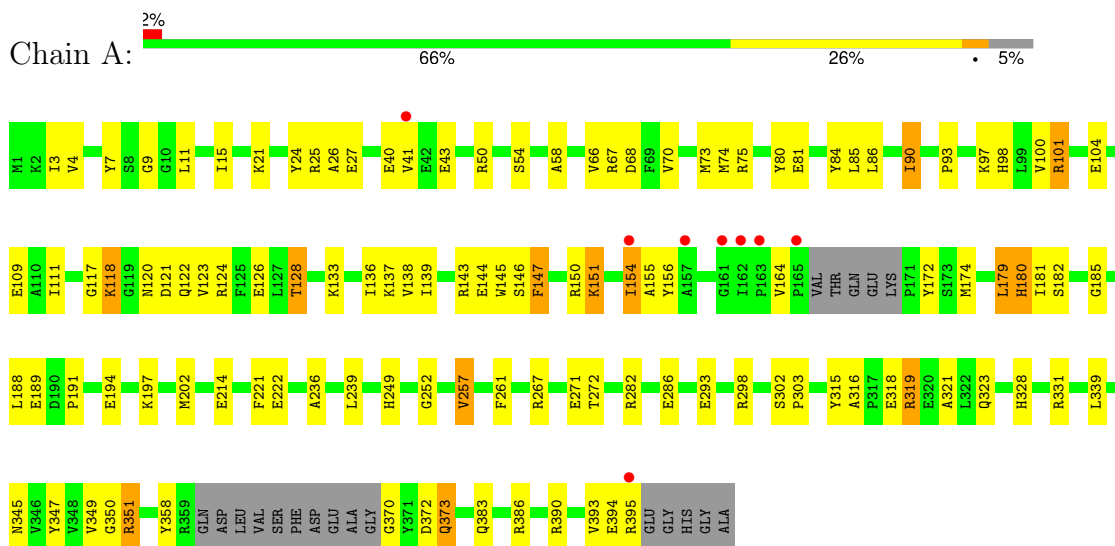 2%
Chain A:
66% 26% • 5%
M1 K2 I3 V4 Y7 S8 G9 G10 L11 I15 K21 Y24 R25 A26 E27 E40 V41 E42 E43 R50 S54 A58 V66 R67 D68 F69 V70 M73 M74 R75 Y80 E81 Y84 L85 L86 I90 P93 K97 H98 L99 V100 R101 E104
E109 A110 I111 G117 K118 G119 N120 D121 Q122 V123 R124 F125 E126 L127 T128 K133 I136 K137 V138 I139 R143 E144 W145 S146 F147 R150 K151 I154 A155 Y156 A157 G161 I162 P163 V164 P165 VAL THR GLN GLU LYS P171 Y172 S173 M174 L179 H180 I181 S182 G185
L188 E189 D190 P191 E194 K197 M202 E214 F221 E222 A236 L239 H249 G252 V257 F261 R267 E271 T272 R282 E286 E293 R298 S302 P303 Y315 A316 P317 E318 R319 E320 A321 L322 Q323 H328 R331 L339
N345 V346 Y347 V348 V349 G350 R351 Y358 R359 GLN ASP LEU VAL SER PHE ASP GLU ALA GLY G370 Y371 D372 Q373 Q383 R386 R390 V393 E394 R395 GLU GLY HIS GLY ALA